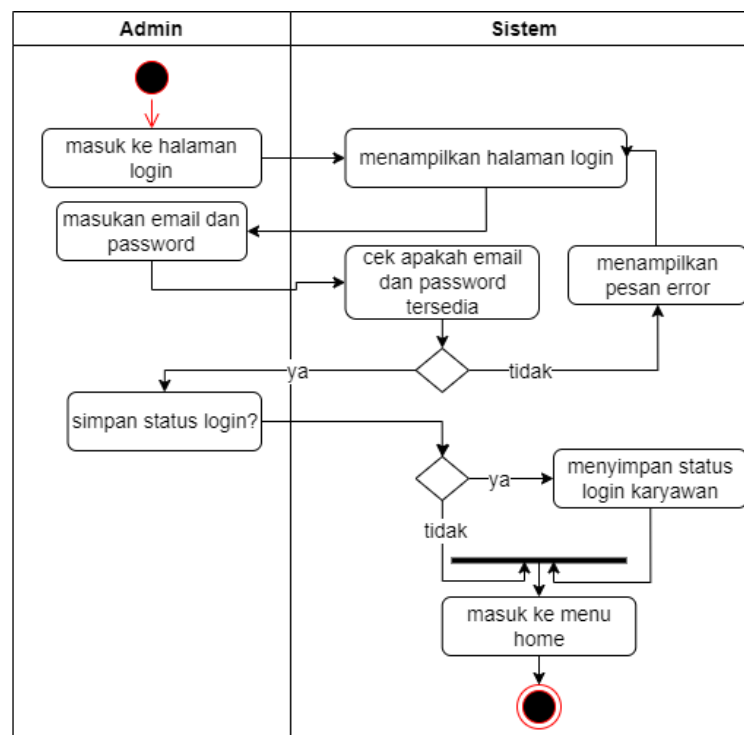 Admin
Sistem
masuk ke halaman
login
menampilkan halaman login
masukan email dan
password
cek apakah email
dan password
tersedia
menampilkan
pesan error
ya
tidak
simpan status login?
ya
menyimpan status
login karyawan
tidak
masuk ke menu
home